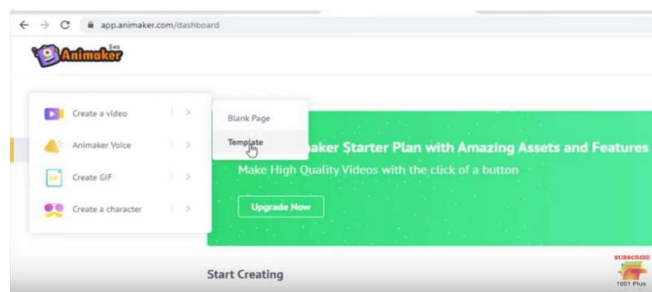 app.animaker.com/dashboard
Animaker
Create a video
Animaker Voice
Create GIF
Create a character
Blank Page
Template
aker Starter Plan with Amazing Assets and Features
Make High Quality Videos with the click of a button
Upgrade Now
Start Creating
SUBSCRIBE
1001 Plus